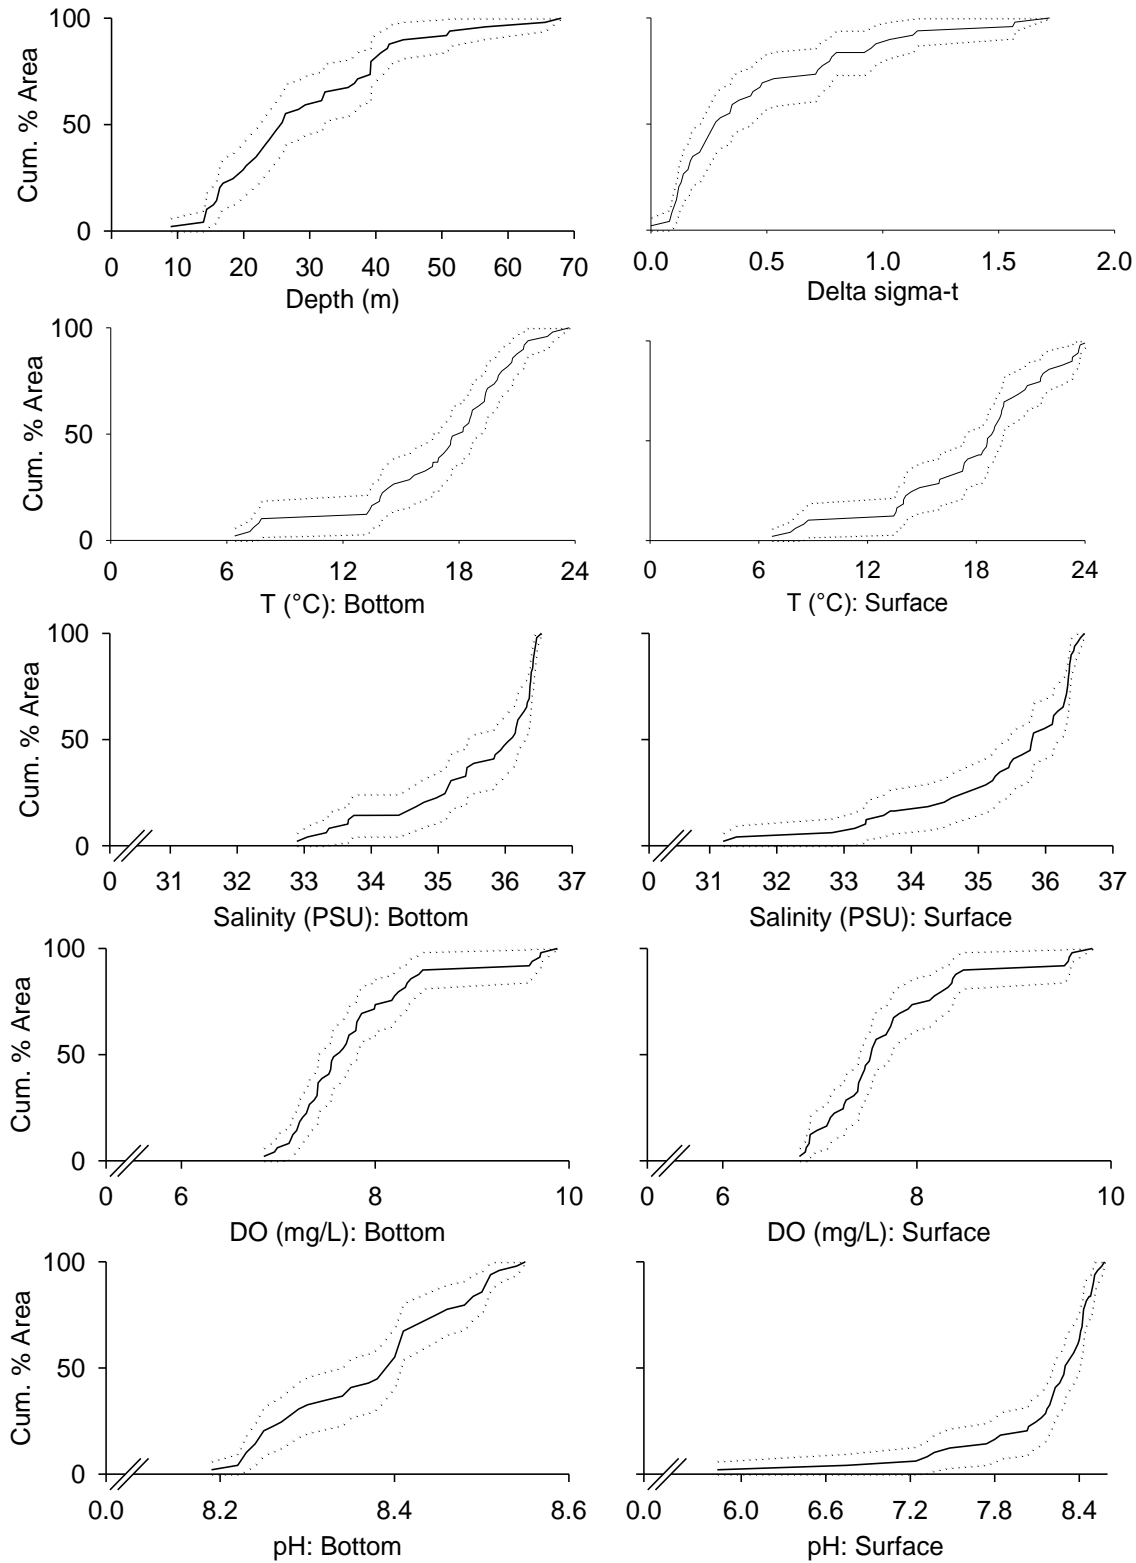 100
50
0
Cum. % Area
0 10 20 30 40 50 60 70
Depth (m)
0.0 0.5 1.0 1.5 2.0
Delta sigma-t
100
50
0
Cum. % Area
0 6 12 18 24
T (°C): Bottom
0 6 12 18 24
T (°C): Surface
100
50
0
Cum. % Area
0 31 32 33 34 35 36 37
Salinity (PSU): Bottom
0 31 32 33 34 35 36 37
Salinity (PSU): Surface
100
50
0
Cum. % Area
0 6 8 10
DO (mg/L): Bottom
0 6 8 10
DO (mg/L): Surface
100
50
0
Cum. % Area
0.0 8.2 8.4 8.6
pH: Bottom
0 6.0 6.6 7.2 7.8 8.4
pH: Surface